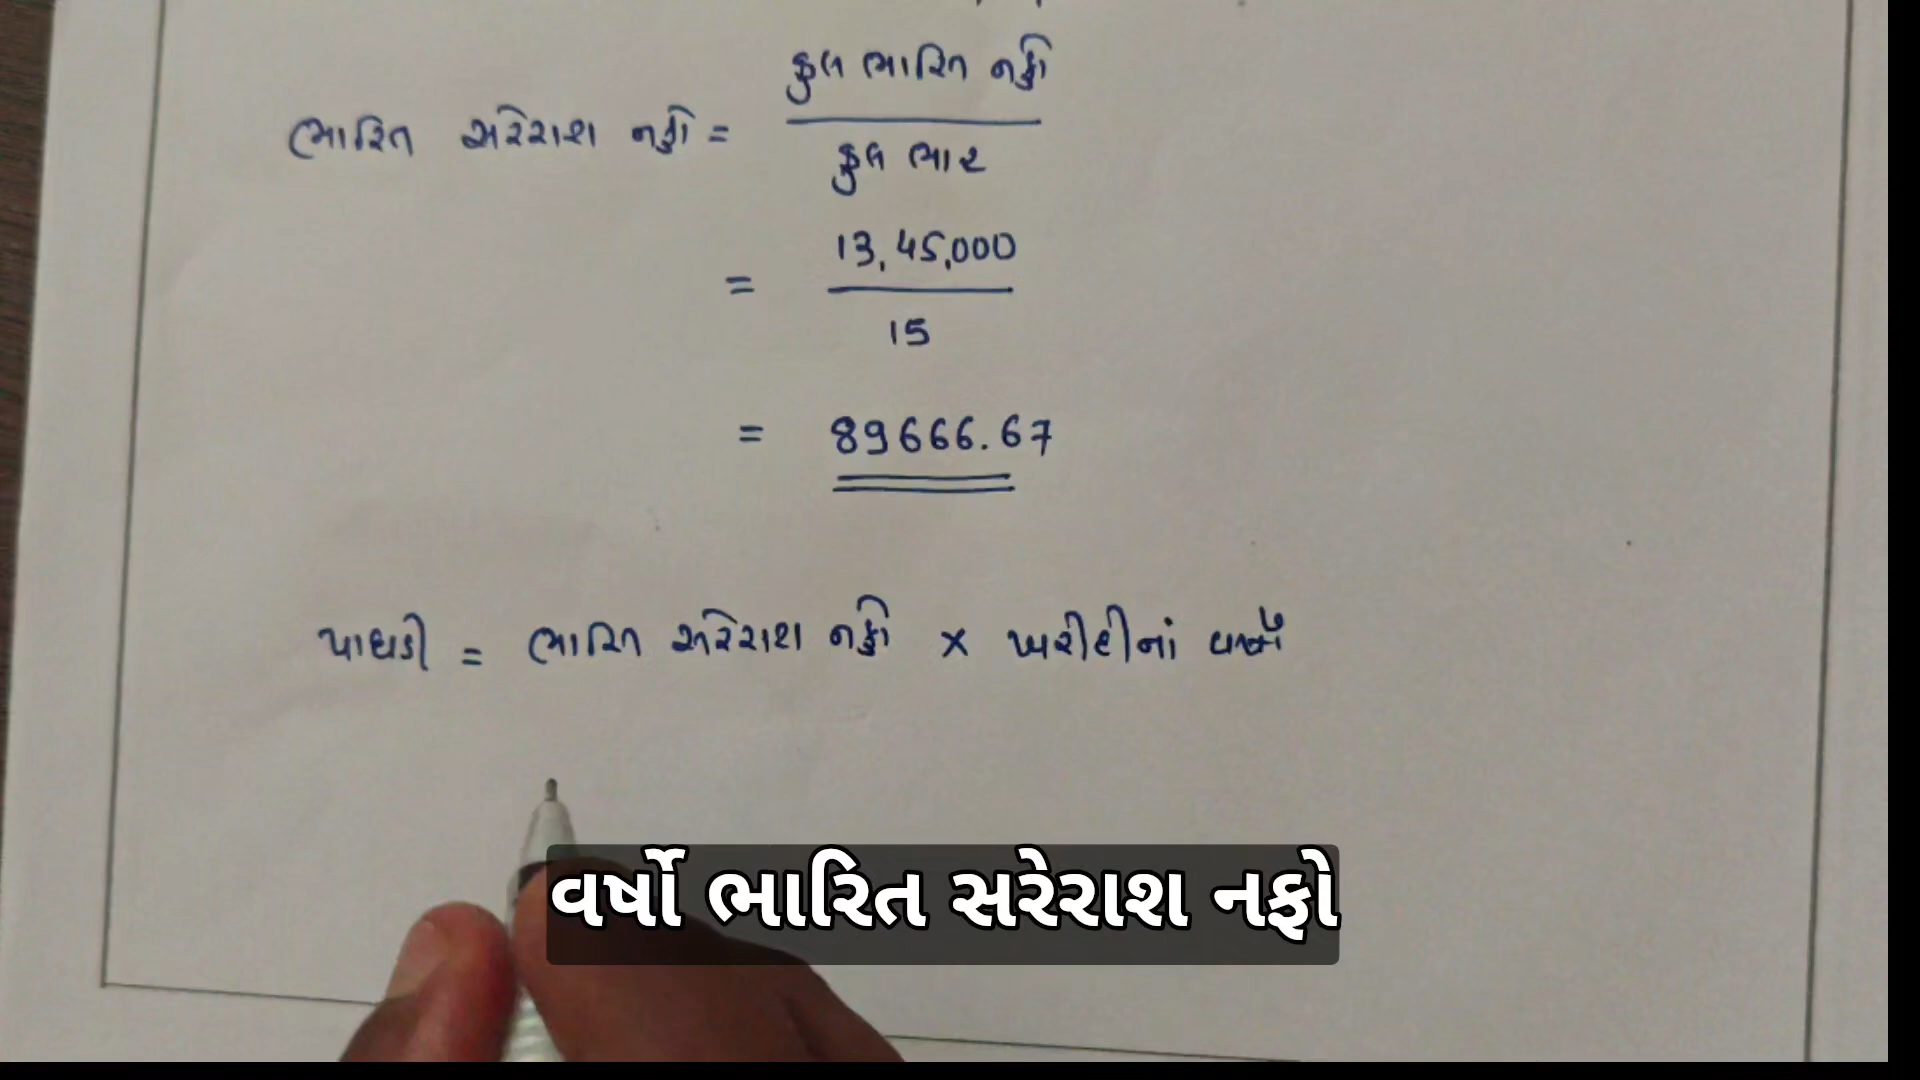 કુલ ભારિત નફો
ભારિત સરેરાશ નફો =
કુલ ભાર
13,45,000
=
15
= 89666.67
પાઘડી = ભારિત સરેરાશ નફો × ખરીદીનાં વર્ષો
વર્ષો ભારિત સરેરાશ નફો